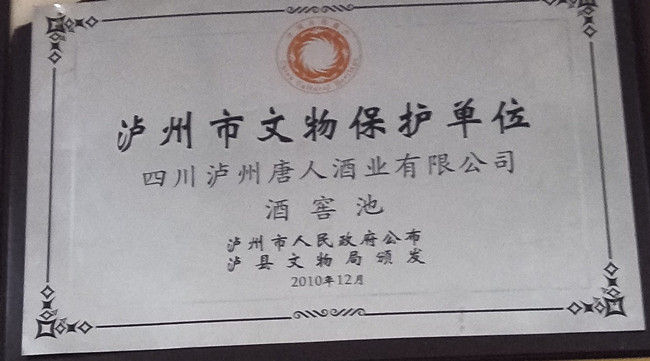 泸州市文物保护单位
四川泸州唐人酒业有限公司
酒窖池
泸州市人民政府公布
泸县文物局颁发
2010年12月